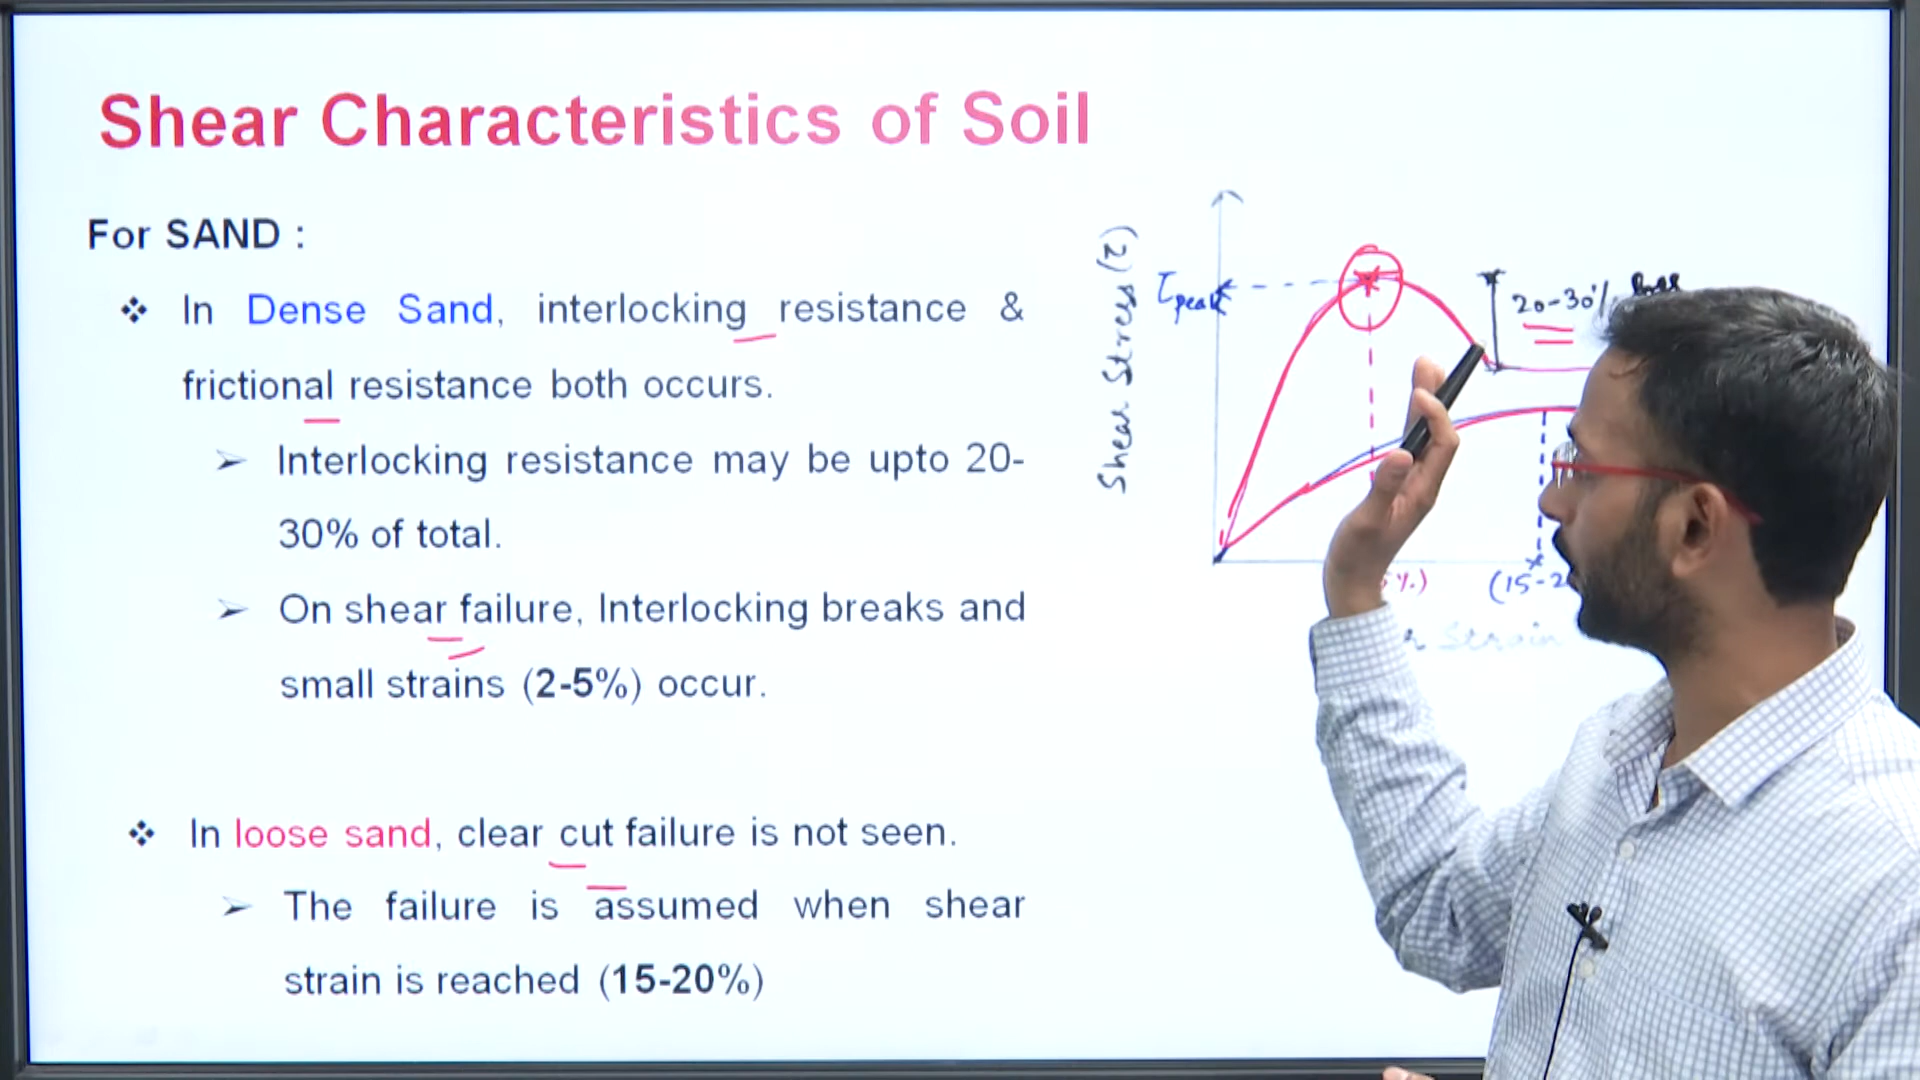 Shear Characteristics of Soil
For SAND :
❖ In Dense Sand, interlocking resistance &
frictional resistance both occurs.
➢ Interlocking resistance may be upto 20-
30% of total.
➢ On shear failure, Interlocking breaks and
small strains (2-5%) occur.
❖ In loose sand, clear cut failure is not seen.
➢ The failure is assumed when shear
strain is reached (15-20%)
Shear Stress (τ)
τpeak
20-30%
%)
(15-2
Strain